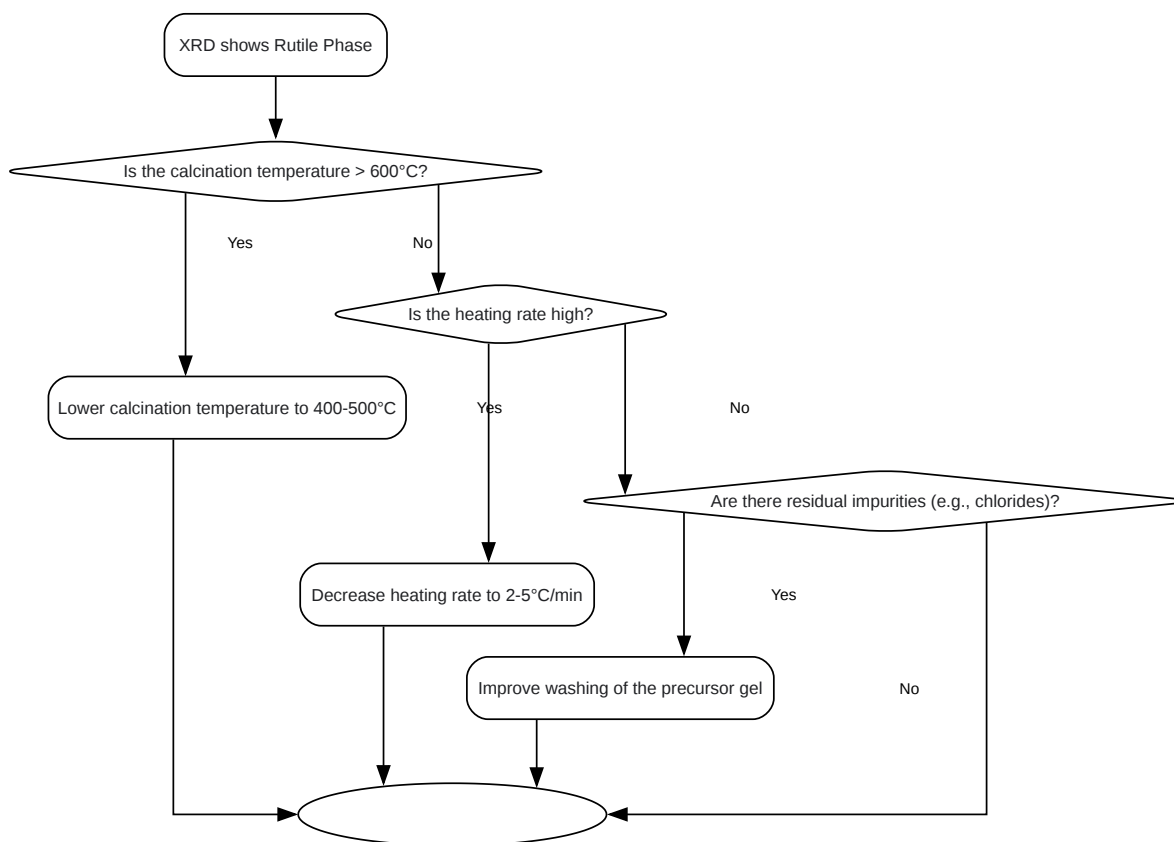 XRD shows Rutile Phase
Is the calcination temperature > 600°C?
Yes
No
Is the heating rate high?
Lower calcination temperature to 400-500°C
Yes
No
Are there residual impurities (e.g., chlorides)?
Decrease heating rate to 2-5°C/min
Yes
Improve washing of the precursor gel
No